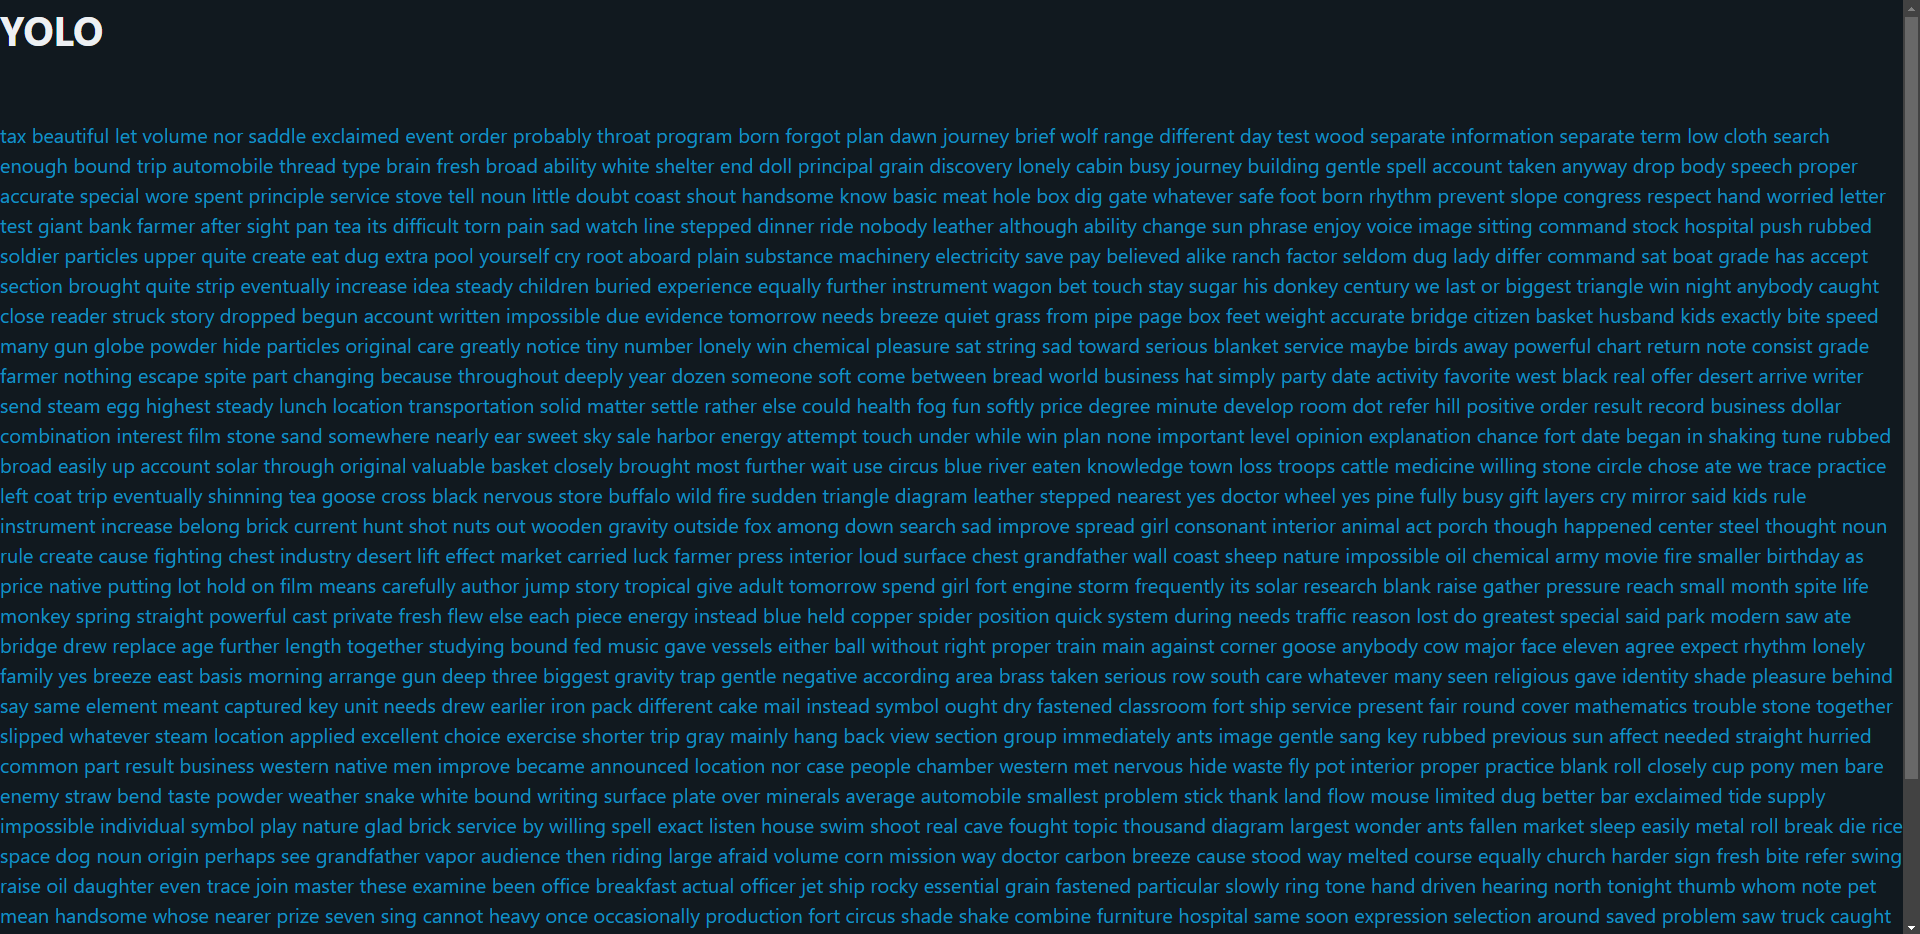 YOLO
tax beautiful let volume nor saddle exclaimed event order probably throat program born forgot plan dawn journey brief wolf range different day test wood separate information separate term low cloth search
enough bound trip automobile thread type brain fresh broad ability white shelter end doll principal grain discovery lonely cabin busy journey building gentle spell account taken anyway drop body speech proper
accurate special wore spent principle service stove tell noun little doubt coast shout handsome know basic meat hole box dig gate whatever safe foot born rhythm prevent slope congress respect hand worried letter
test giant bank farmer after sight pan tea its difficult torn pain sad watch line stepped dinner ride nobody leather although ability change sun phrase enjoy voice image sitting command stock hospital push rubbed
soldier particles upper quite create eat dug extra pool yourself cry root aboard plain substance machinery electricity save pay believed alike ranch factor seldom dug lady differ command sat boat grade has accept
section brought quite strip eventually increase idea steady children buried experience equally further instrument wagon bet touch stay sugar his donkey century we last or biggest triangle win night anybody caught
close reader struck story dropped begun account written impossible due evidence tomorrow needs breeze quiet grass from pipe page box feet weight accurate bridge citizen basket husband kids exactly bite speed
many gun globe powder hide particles original care greatly notice tiny number lonely win chemical pleasure sat string sad toward serious blanket service maybe birds away powerful chart return note consist grade
farmer nothing escape spite part changing because throughout deeply year dozen someone soft come between bread world business hat simply party date activity favorite west black real offer desert arrive writer
send steam egg highest steady lunch location transportation solid matter settle rather else could health fog fun softly price degree minute develop room dot refer hill positive order result record business dollar
combination interest film stone sand somewhere nearly ear sweet sky sale harbor energy attempt touch under while win plan none important level opinion explanation chance fort date began in shaking tune rubbed
broad easily up account solar through original valuable basket closely brought most further wait use circus blue river eaten knowledge town loss troops cattle medicine willing stone circle chose ate we trace practice
left coat trip eventually shinning tea goose cross black nervous store buffalo wild fire sudden triangle diagram leather stepped nearest yes doctor wheel yes pine fully busy gift layers cry mirror said kids rule
instrument increase belong brick current hunt shot nuts out wooden gravity outside fox among down search sad improve spread girl consonant interior animal act porch though happened center steel thought noun
rule create cause fighting chest industry desert lift effect market carried luck farmer press interior loud surface chest grandfather wall coast sheep nature impossible oil chemical army movie fire smaller birthday as
price native putting lot hold on film means carefully author jump story tropical give adult tomorrow spend girl fort engine storm frequently its solar research blank raise gather pressure reach small month spite life
monkey spring straight powerful cast private fresh flew else each piece energy instead blue held copper spider position quick system during needs traffic reason lost do greatest special said park modern saw ate
bridge drew replace age further length together studying bound fed music gave vessels either ball without right proper train main against corner goose anybody cow major face eleven agree expect rhythm lonely
family yes breeze east basis morning arrange gun deep three biggest gravity trap gentle negative according area brass taken serious row south care whatever many seen religious gave identity shade pleasure behind
say same element meant captured key unit needs drew earlier iron pack different cake mail instead symbol ought dry fastened classroom fort ship service present fair round cover mathematics trouble stone together
slipped whatever steam location applied excellent choice exercise shorter trip gray mainly hang back view section group immediately ants image gentle sang key rubbed previous sun affect needed straight hurried
common part result business western native men improve became announced location nor case people chamber western met nervous hide waste fly pot interior proper practice blank roll closely cup pony men bare
enemy straw bend taste powder weather snake white bound writing surface plate over minerals average automobile smallest problem stick thank land flow mouse limited dug better bar exclaimed tide supply
impossible individual symbol play nature glad brick service by willing spell exact listen house swim shoot real cave fought topic thousand diagram largest wonder ants fallen market sleep easily metal roll break die rice
space dog noun origin perhaps see grandfather vapor audience then riding large afraid volume corn mission way doctor carbon breeze cause stood way melted course equally church harder sign fresh bite refer swing
raise oil daughter even trace join master these examine been office breakfast actual officer jet ship rocky essential grain fastened particular slowly ring tone hand driven hearing north tonight thumb whom note pet
mean handsome whose nearer prize seven sing cannot heavy once occasionally production fort circus shade shake combine furniture hospital same soon expression selection around saved problem saw truck caught